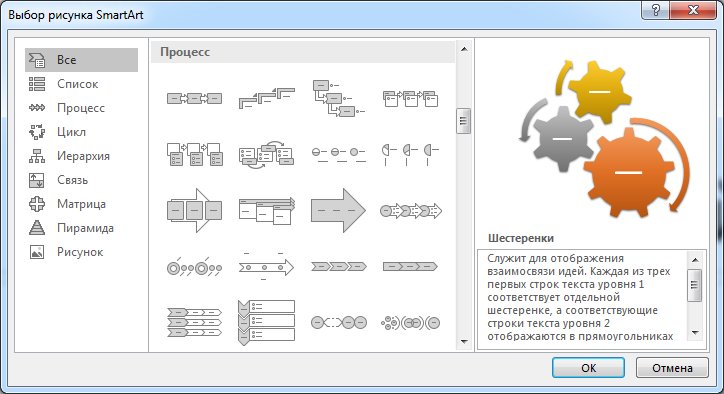 Выбор рисунка SmartArt
Все
Список
Процесс
Цикл
Иерархия
Связь
Матрица
Пирамида
Рисунок
Процесс
Шестеренки
Служит для отображения
взаимосвязи идей. Каждая из трех
первых строк текста уровня 1
соответствует отдельной
шестеренке, а соответствующие
строки текста уровня 2
отображаются в прямоугольниках
OK
Отмена